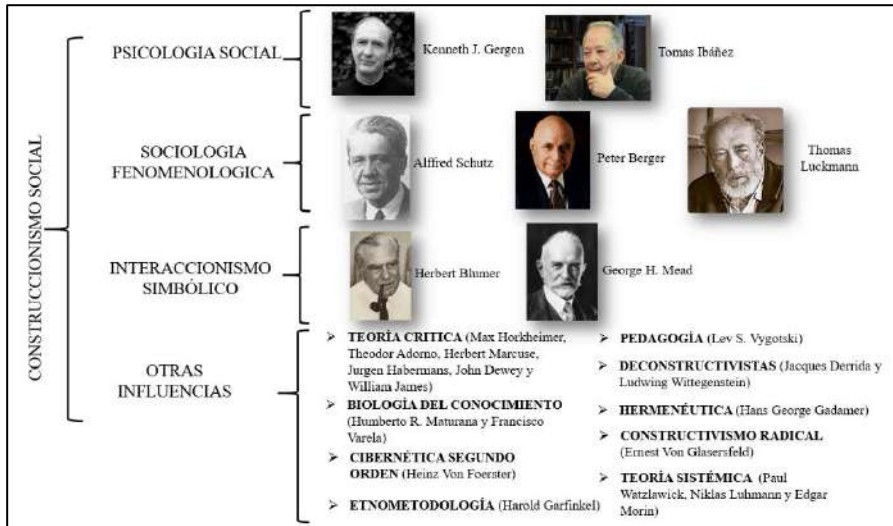 CONSTRUCCIONISMO SOCIAL
PSICOLOGIA SOCIAL
Kenneth J. Gergen
Tomas Ibáñez
SOCIOLOGIA
FENOMENOLOGICA
Alffred Schutz
Peter Berger
Thomas
Luckmann
INTERACCIONISMO
SIMBÓLICO
Herbert Blumer
George H. Mead
OTRAS
INFLUENCIAS
➢ TEORÍA CRITICA (Max Horkheimer,
Theodor Adorno, Herbert Marcuse,
Jurgen Habermans, John Dewey y
William James)
➢ BIOLOGÌA DEL CONOCIMIENTO
(Humberto R. Maturana y Francisco
Varela)
➢ CIBERNÉTICA SEGUNDO
ORDEN (Heinz Von Foerster)
➢ ETNOMETODOLOGÍA (Harold Garfinkel)
➢ PEDAGOGÍA (Lev S. Vygotski)
➢ DECONSTRUCTIVISTAS (Jacques Derrida y
Ludwing Wittegenstein)
➢ HERMENÉUTICA (Hans George Gadamer)
➢ CONSTRUCTIVISMO RADICAL
(Ernest Von Glasersfeld)
➢ TEORÍA SISTÉMICA (Paul
Watzlawick, Niklas Luhmann y Edgar
Morin)